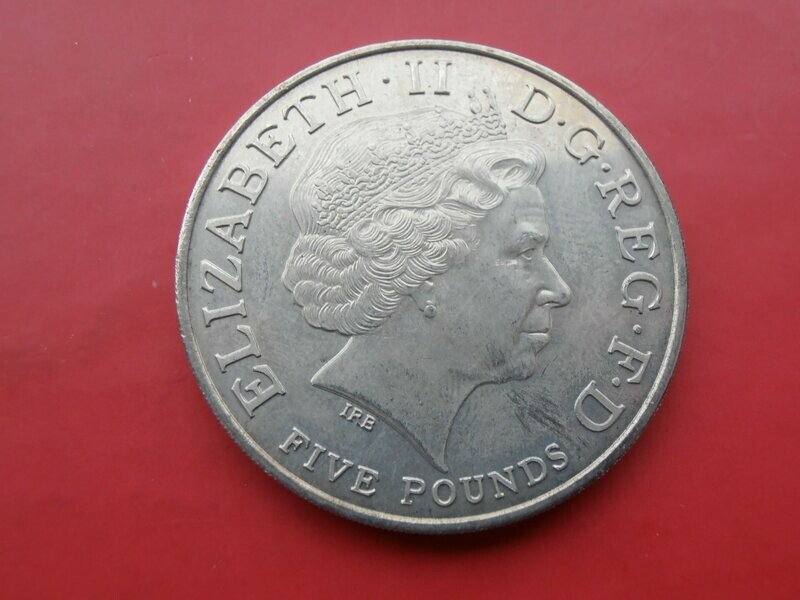 ELIZABETH · II D · G · REG · F · D
FIVE POUNDS
IRB